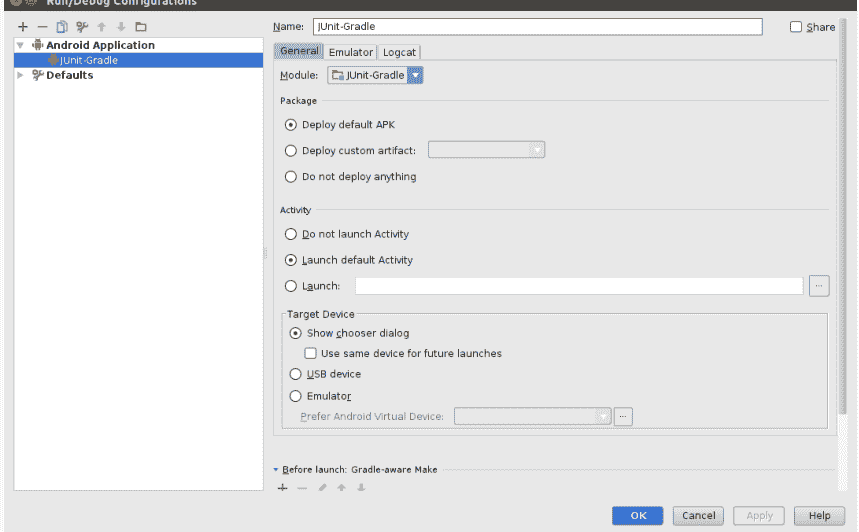 Run/Debug Configurations
Name: JUnit-Gradle
Share
Android Application
JUnit-Gradle
Defaults
General Emulator Logcat
Module: JUnit-Gradle
Package
Deploy default APK
Deploy custom artifact:
Do not deploy anything
Activity
Do not launch Activity
Launch default Activity
Launch: ...
Target Device
Show chooser dialog
Use same device for future launches
USB device
Emulator
Prefer Android Virtual Device: ...
Before launch: Gradle-aware Make
OK Cancel Apply Help